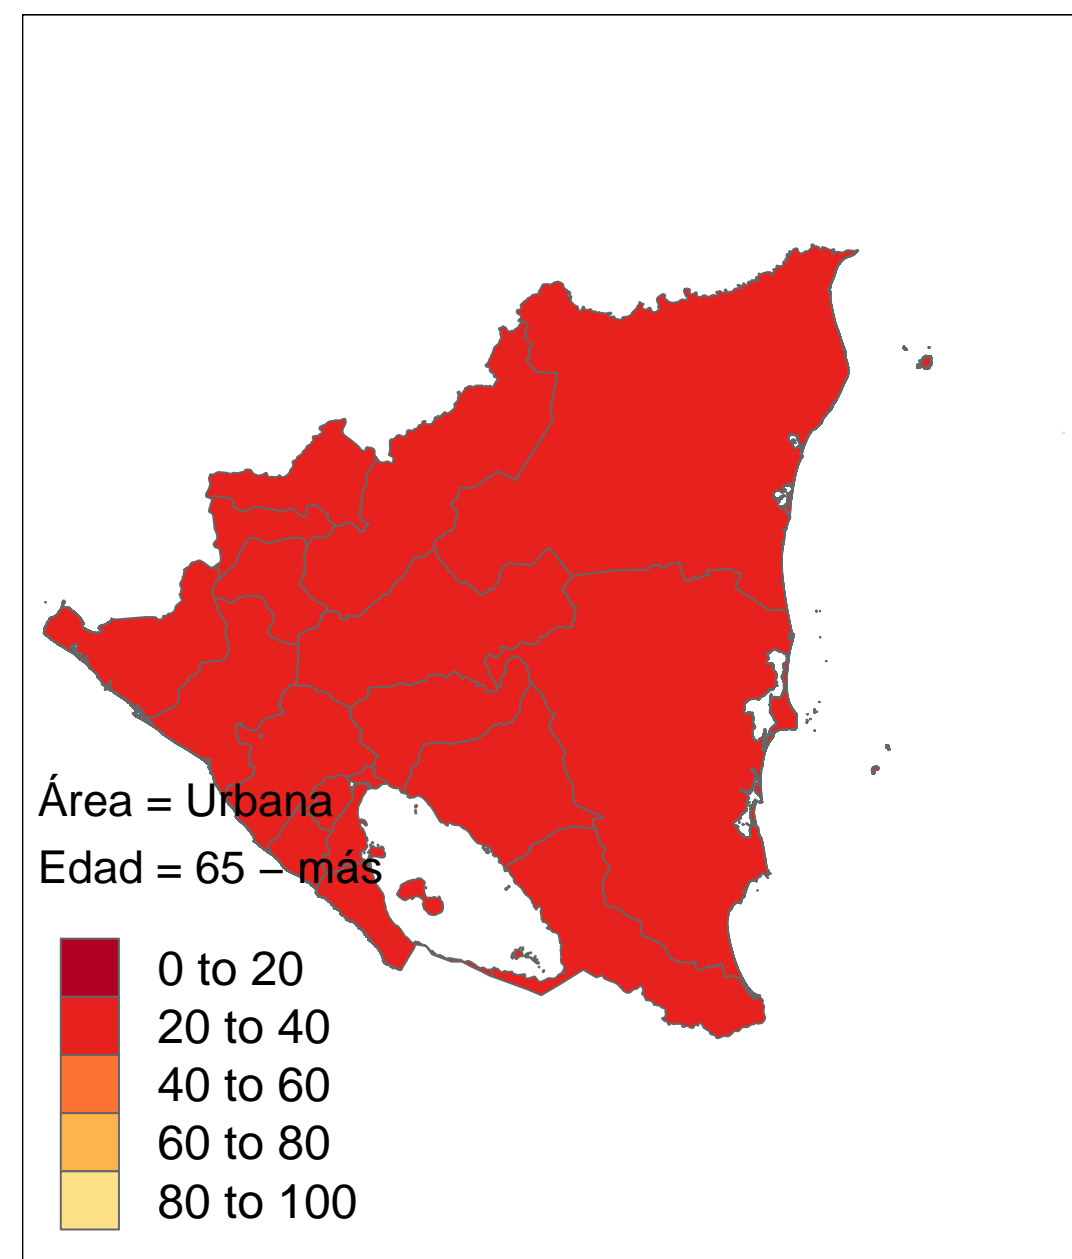 Área = Urbana
Edad = 65 – más
0 to 20
20 to 40
40 to 60
60 to 80
80 to 100